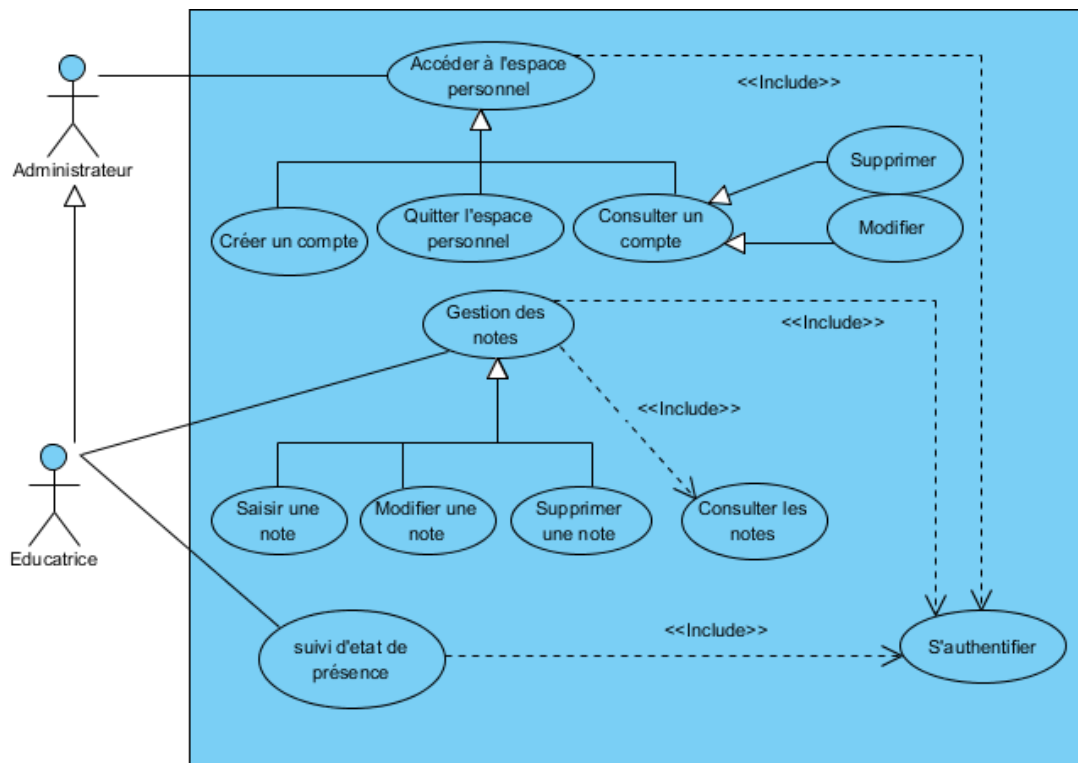 Accéder à l'espace
personnel
<<Include>>
Administrateur
Supprimer
Créer un compte
Quitter l'espace
personnel
Consulter un
compte
Modifier
Gestion des
notes
<<Include>>
<<Include>>
Educatrice
Saisir une
note
Modifier une
note
Supprimer
une note
Consulter les
notes
suivi d'etat de
présence
<<Include>>
S'authentifier